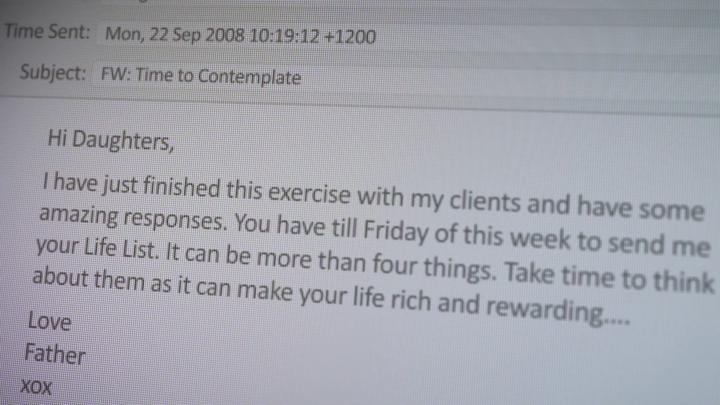 Time Sent: Mon, 22 Sep 2008 10:19:12 +1200
Subject: FW: Time to Contemplate
Hi Daughters,
I have just finished this exercise with my clients and have some
amazing responses. You have till Friday of this week to send me
your Life List. It can be more than four things. Take time to think
about them as it can make your life rich and rewarding....
Love
Father
xox